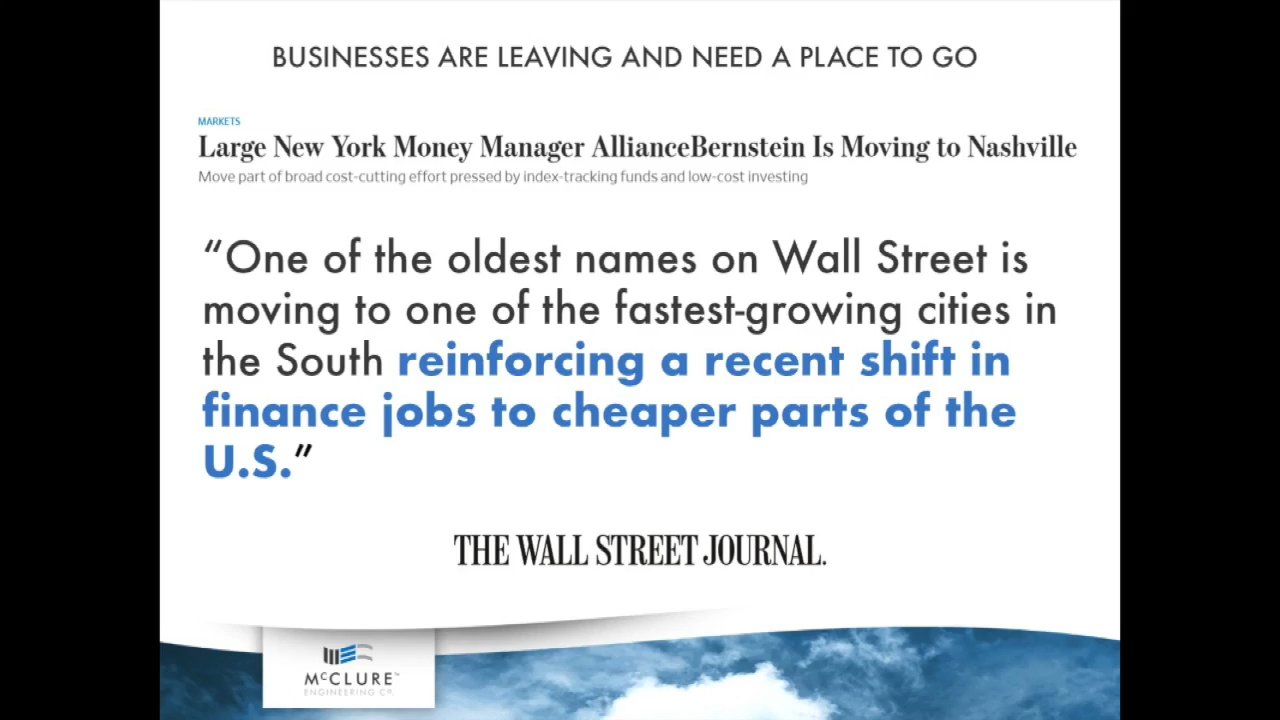 BUSINESSES ARE LEAVING AND NEED A PLACE TO GO
MARKETS
Large New York Money Manager AllianceBernstein Is Moving to Nashville
Move part of broad cost-cutting effort pressed by index-tracking funds and low-cost investing
“One of the oldest names on Wall Street is
moving to one of the fastest-growing cities in
the South reinforcing a recent shift in
finance jobs to cheaper parts of the
U.S.”
THE WALL STREET JOURNAL.
MCCLURE™
ENGINEERING CO.